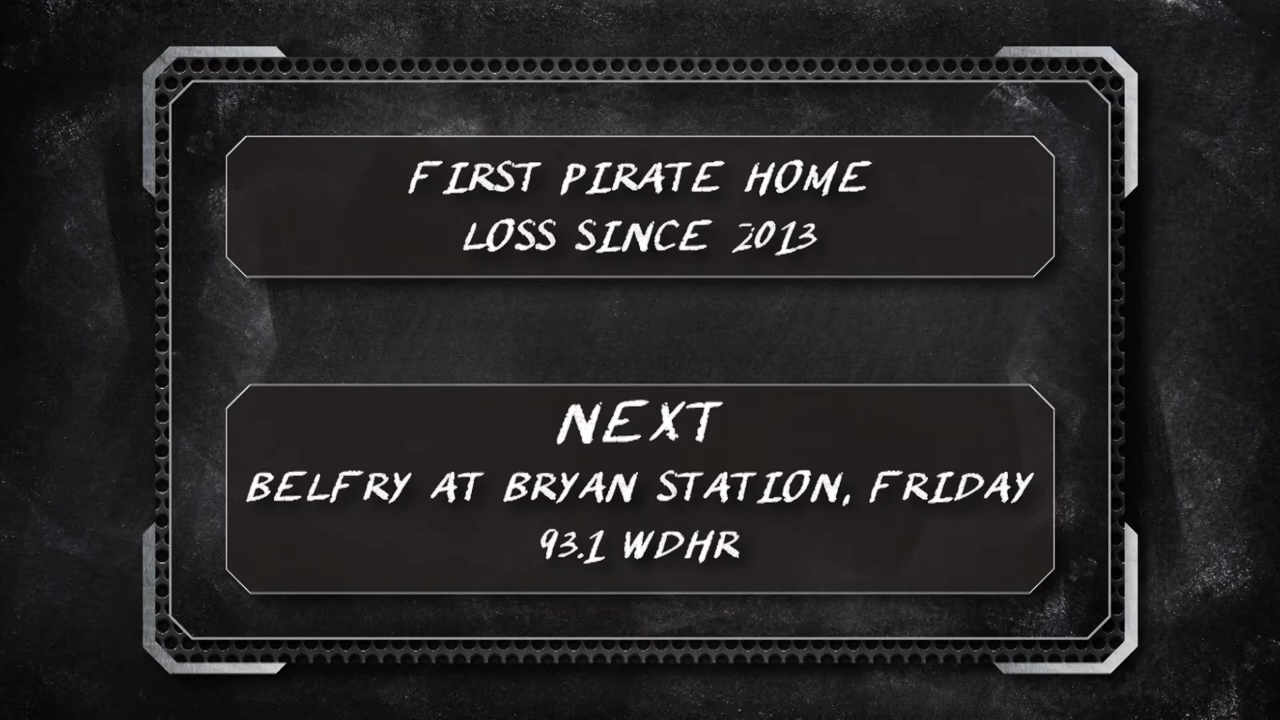 FIRST PIRATE HOME
LOSS SINCE 2013
NEXT
BELFRY AT BRYAN STATION, FRIDAY
93.1 WDHR